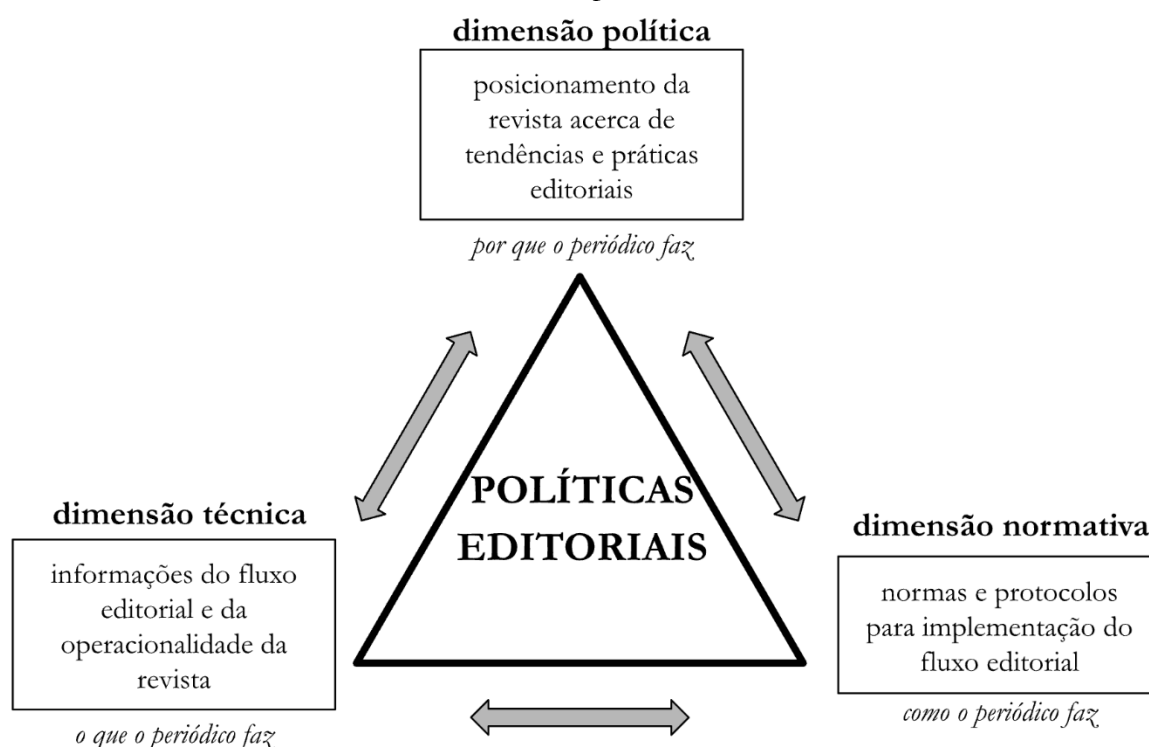 dimensão política
posicionamento da
revista acerca de
tendências e práticas
editoriais
por que o periódico faz
POLÍTICAS
EDITORIAIS
dimensão técnica
informações do fluxo
editorial e da
operacionalidade da
revista
o que o periódico faz
dimensão normativa
normas e protocolos
para implementação do
fluxo editorial
como o periódico faz